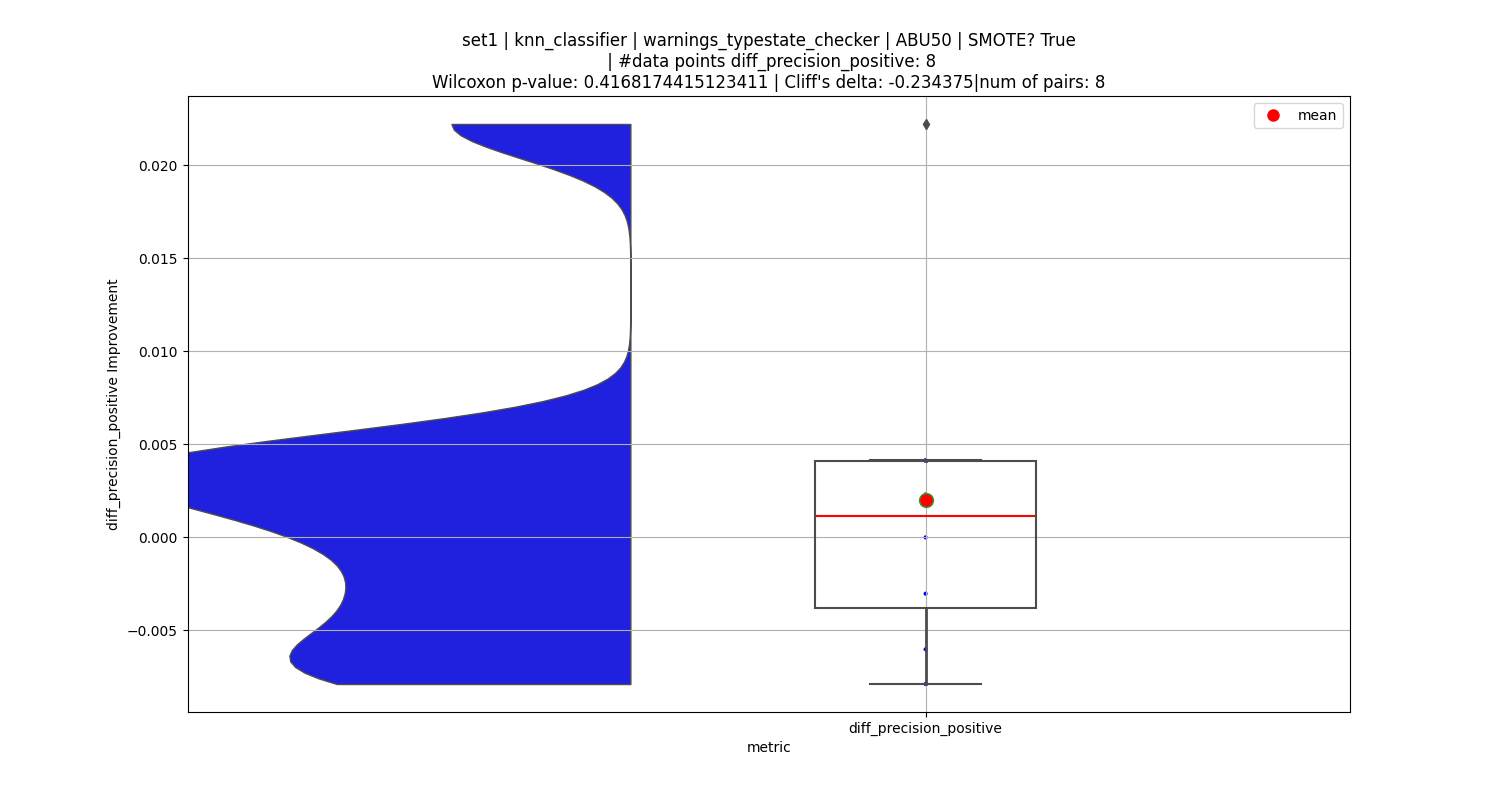 set1 | knn_classifier | warnings_typestate_checker | ABU50 | SMOTE? True
| #data points diff_precision_positive: 8
Wilcoxon p-value: 0.4168174415123411 | Cliff's delta: -0.234375|num of pairs: 8
mean
0.020
0.015
0.010
0.005
0.000
−0.005
diff_precision_positive Improvement
diff_precision_positive
metric